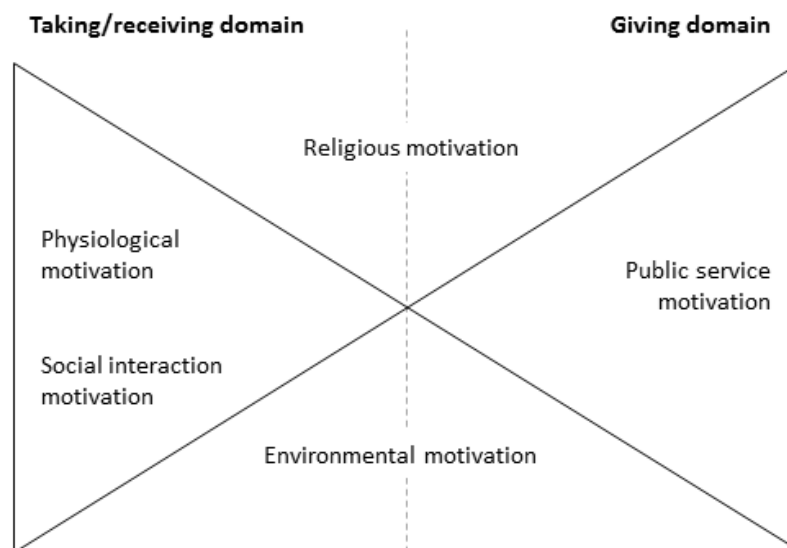 Taking/receiving domain
Giving domain
Religious motivation
Physiological
motivation
Public service
motivation
Social interaction
motivation
Environmental motivation